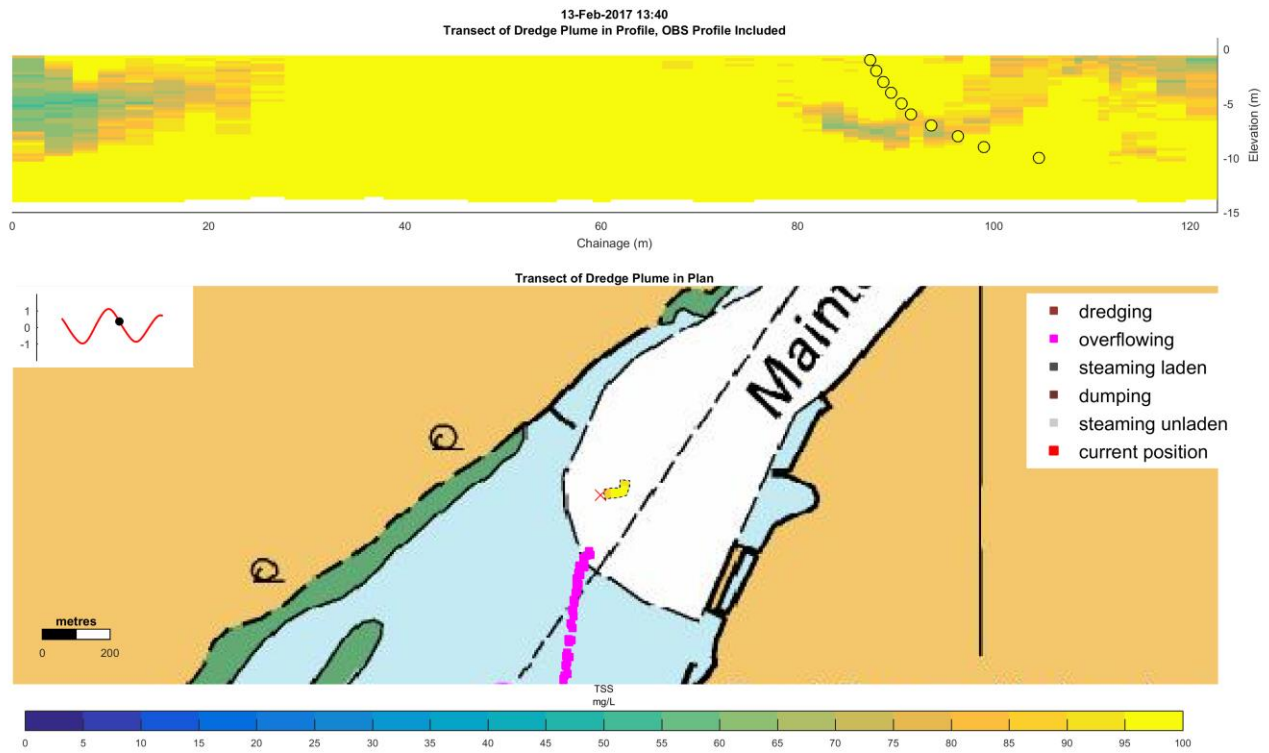 13-Feb-2017 13:40
Transect of Dredge Plume in Profile, OBS Profile Included
0
-5
-10
-15
Elevation (m)
0 20 40 60 80 100 120
Chainage (m)
Transect of Dredge Plume in Plan
1
0
-1
dredging
overflowing
steaming laden
dumping
steaming unladen
current position
metres
0 200
TSS
mg/L
0 5 10 15 20 25 30 35 40 45 50 55 60 65 70 75 80 85 90 95 100